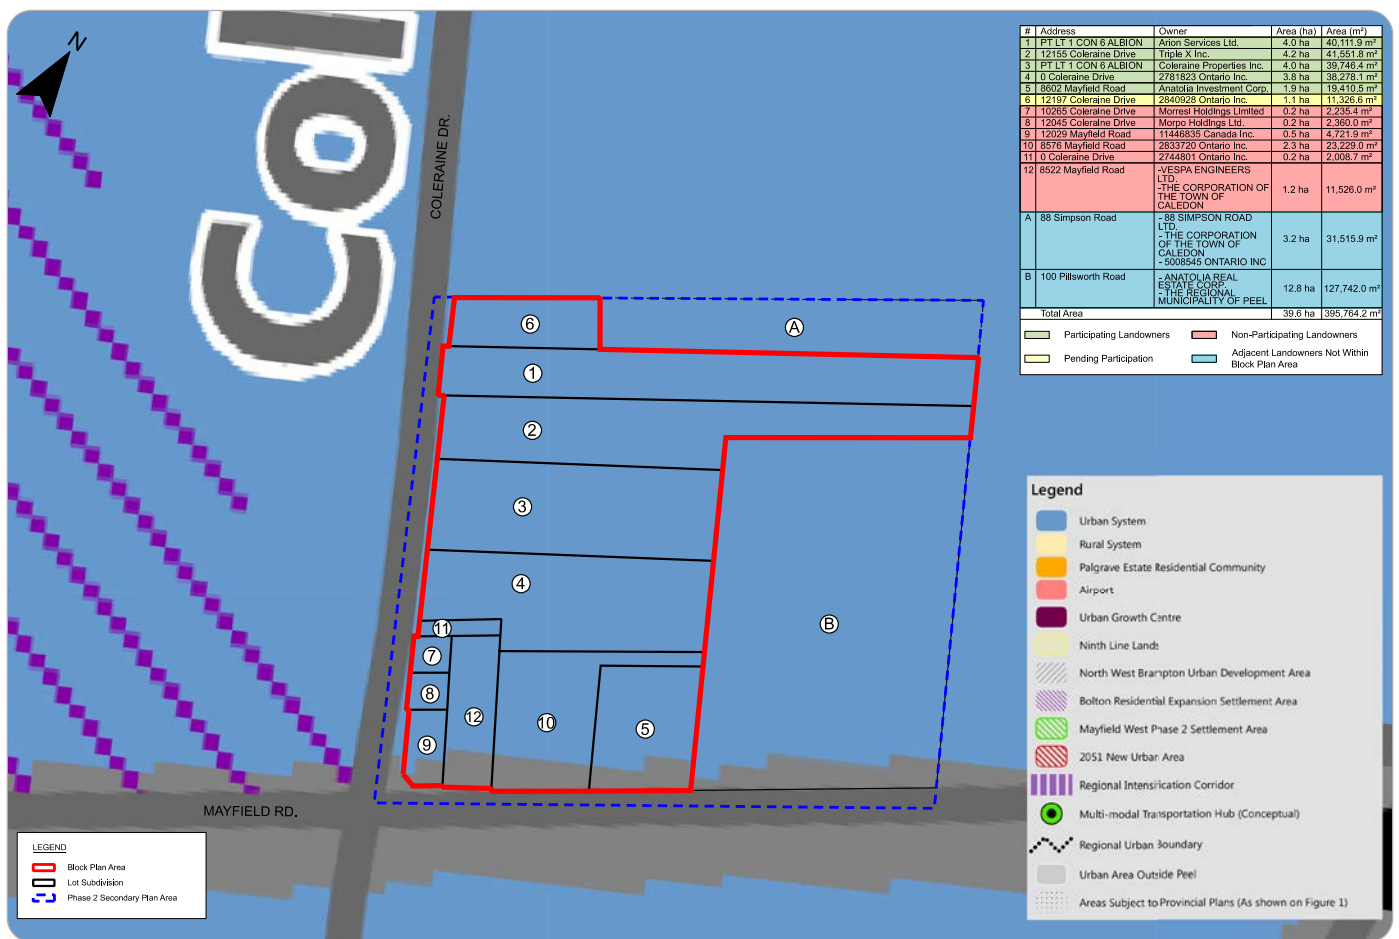 N
Col
COLERAINE DR.
MAYFIELD RD.
6
A
1
2
3
4
11
7
8
9
12
10
5
B
# Address Owner Area (ha) Area (m²)
1 PT LT 1 CON 6 ALBION Arion Services Ltd. 4.0 ha 40,111.9 m²
2 12155 Coleraine Drive Triple X Inc. 4.2 ha 41,551.8 m²
3 PT LT 1 CON 6 ALBION Coleraine Properties Inc. 4.0 ha 39,746.4 m²
4 0 Coleraine Drive 2781823 Ontario Inc. 3.8 ha 38,278.1 m²
5 8602 Mayfield Road Anatolia Investment Corp. 1.9 ha 19,410.5 m²
6 12197 Coleraine Drive 2840928 Ontario Inc. 1.1 ha 11,326.6 m²
7 10265 Coleraine Drive Morresi Holdings Limited 0.2 ha 2,235.4 m²
8 12045 Coleraine Drive Morpo Holdings Ltd. 0.2 ha 2,360.0 m²
9 12029 Mayfield Road 11446835 Canada Inc. 0.5 ha 4,721.9 m²
10 8576 Mayfield Road 2833720 Ontario Inc. 2.3 ha 23,229.0 m²
11 0 Coleraine Drive 2744801 Ontario Inc. 0.2 ha 2,008.7 m²
12 8522 Mayfield Road -VESPA ENGINEERS
LTD.
-THE CORPORATION OF
THE TOWN OF
CALEDON
1.2 ha 11,526.0 m²
A 88 Simpson Road - 88 SIMPSON ROAD
LTD.
- THE CORPORATION
OF THE TOWN OF
CALEDON
- 5008545 ONTARIO INC
3.2 ha 31,515.9 m²
B 100 Pillsworth Road - ANATOLIA REAL
ESTATE CORP.
- THE REGIONAL
MUNICIPALITY OF PEEL
12.8 ha 127,742.0 m²
Total Area 39.6 ha 395,764.2 m²
Participating Landowners
Non-Participating Landowners
Pending Participation
Adjacent Landowners Not Within
Block Plan Area
Legend
Urban System
Rural System
Palgrave Estate Residential Community
Airport
Urban Growth Centre
Ninth Line Lands
North West Brampton Urban Development Area
Bolton Residential Expansion Settlement Area
Mayfield West Phase 2 Settlement Area
2051 New Urban Area
Regional Intensification Corridor
Multi-modal Transportation Hub (Conceptual)
Regional Urban Boundary
Urban Area Outside Peel
Areas Subject to Provincial Plans (As shown on Figure 1)
LEGEND
Block Plan Area
Lot Subdivision
Phase 2 Secondary Plan Area